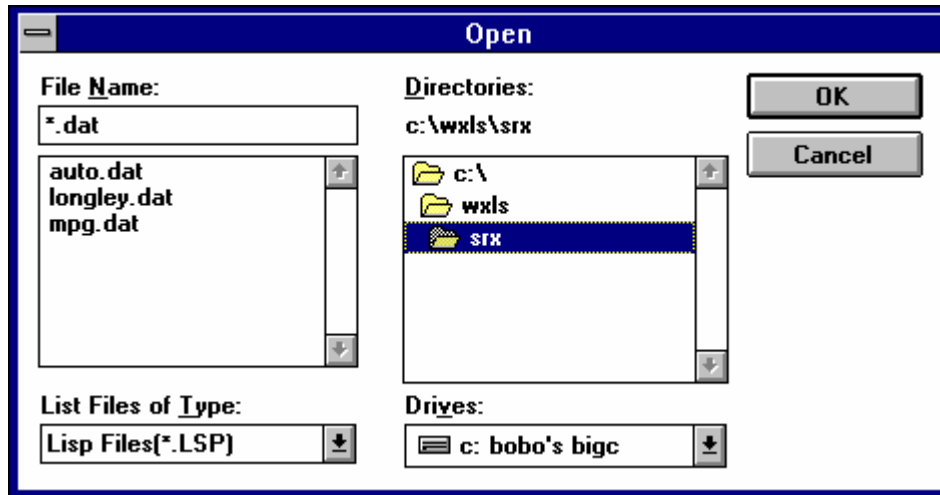 Open
File Name:
*.dat
auto.dat
longley.dat
mpg.dat
List Files of Type:
Lisp Files(*.LSP)
Directories:
c:\wxls\srx
c:\
wxls
srx
Drives:
c: bobo's bigc
OK
Cancel